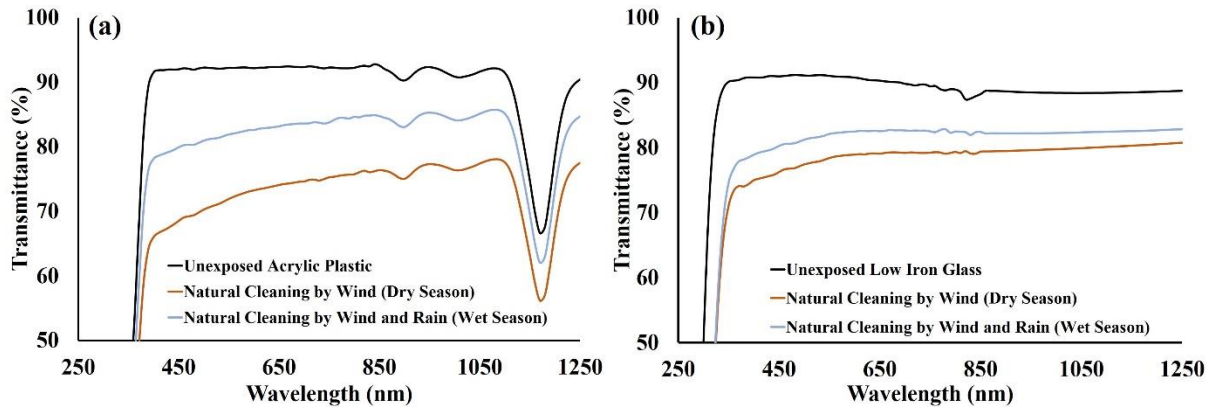 (a)
100
90
80
70
60
50
Transmittance (%)
Unexposed Acrylic Plastic
Natural Cleaning by Wind (Dry Season)
Natural Cleaning by Wind and Rain (Wet Season)
250 450 650 850 1050 1250
Wavelength (nm)
(b)
100
90
80
70
60
50
Transmittance (%)
Unexposed Low Iron Glass
Natural Cleaning by Wind (Dry Season)
Natural Cleaning by Wind and Rain (Wet Season)
250 450 650 850 1050 1250
Wavelength (nm)